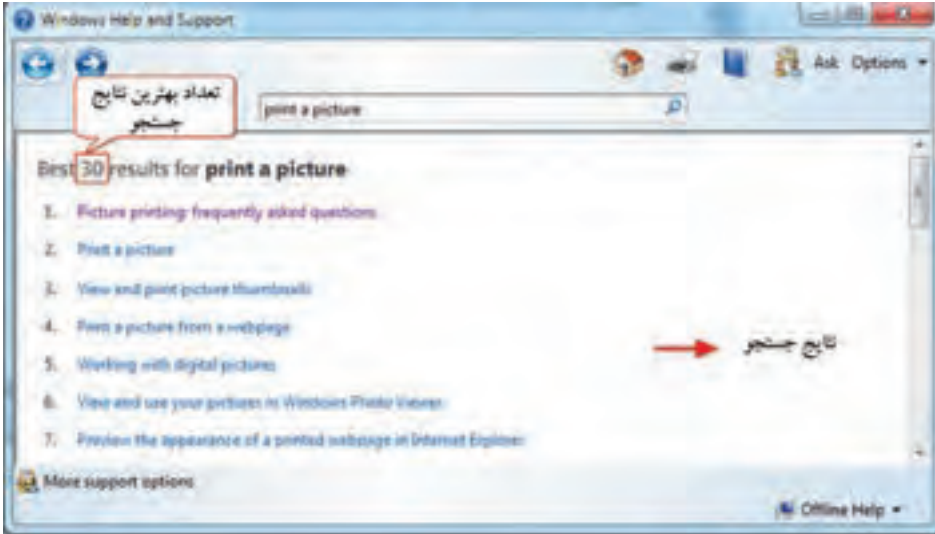 Windows Help and Support
Ask Options
تعداد بهترین نتایج
جستجو
print a picture
Best 30 results for print a picture
1. Picture printing: frequently asked questions
2. Print a picture
3. View and print picture thumbnails
4. Print a picture from a webpage
5. Working with digital pictures
6. View and use your pictures in Windows Photo Viewer
7. Preview the appearance of a printed webpage in Internet Explorer
نتایج جستجو
More support options
Offline Help